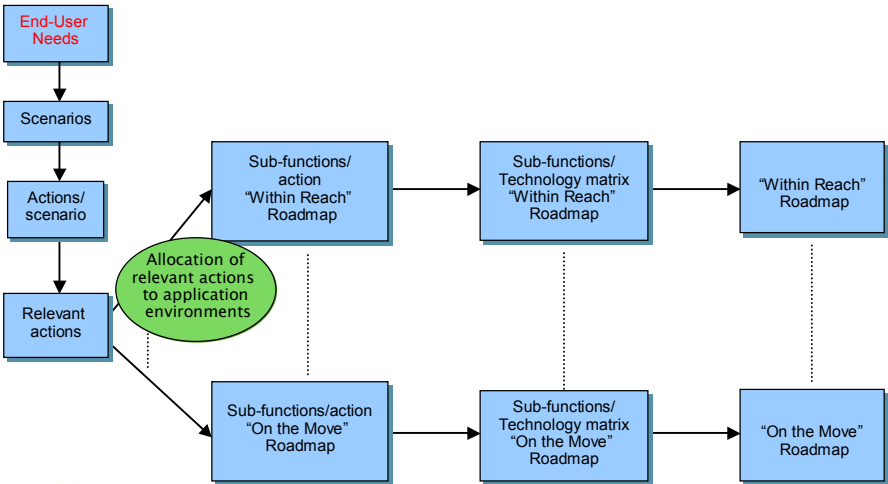 End-User
Needs
Scenarios
Actions/
scenario
Relevant
actions
Allocation of
relevant actions
to application
environments
Sub-functions/
action
“Within Reach”
Roadmap
Sub-functions/
Technology matrix
“Within Reach”
Roadmap
“Within Reach”
Roadmap
Sub-functions/action
“On the Move”
Roadmap
Sub-functions/
Technology matrix
“On the Move”
Roadmap
“On the Move”
Roadmap